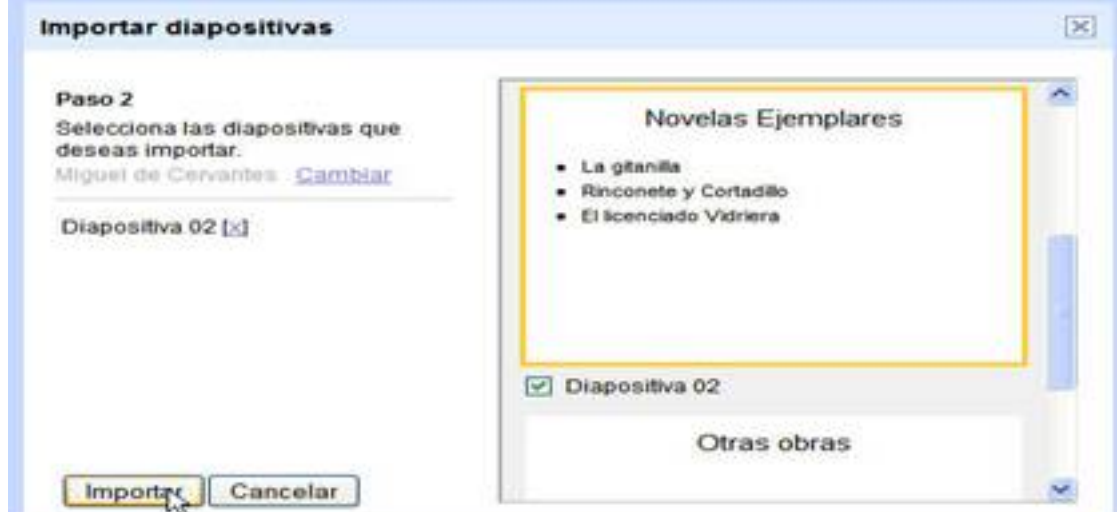 Importar diapositivas
Paso 2
Selecciona las diapositivas que
deseas importar.
Miguel de Cervantes Cambiar
Diapositiva 02 [x]
Importar Cancelar
Novelas Ejemplares
• La gitanilla
• Rinconete y Cortadillo
• El licenciado Vidriera
Diapositiva 02
Otras obras